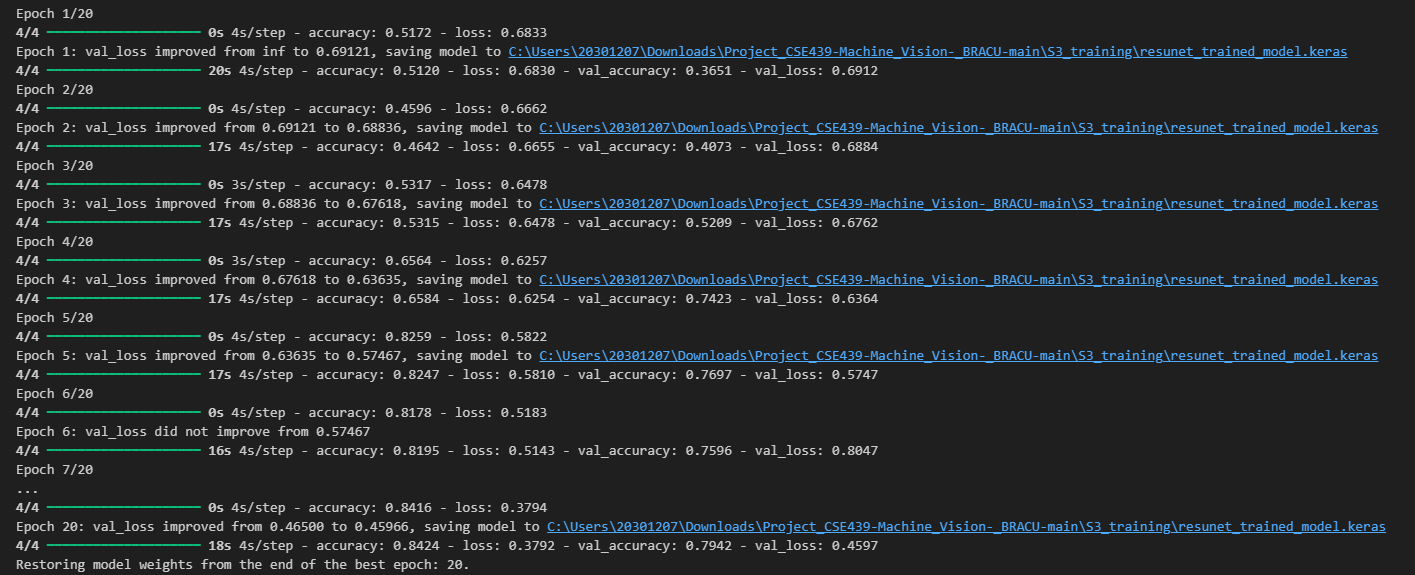 Epoch 1/20
4/4 ━━━━━━━━━━━━━━━━━━━━ 0s 4s/step - accuracy: 0.5172 - loss: 0.6833
Epoch 1: val_loss improved from inf to 0.69121, saving model to C:\Users\20301207\Downloads\Project_CSE439-Machine_Vision-_BRACU-main\S3_training\resunet_trained_model.keras
4/4 ━━━━━━━━━━━━━━━━━━━━ 20s 4s/step - accuracy: 0.5120 - loss: 0.6830 - val_accuracy: 0.3651 - val_loss: 0.6912
Epoch 2/20
4/4 ━━━━━━━━━━━━━━━━━━━━ 0s 4s/step - accuracy: 0.4596 - loss: 0.6662
Epoch 2: val_loss improved from 0.69121 to 0.68836, saving model to C:\Users\20301207\Downloads\Project_CSE439-Machine_Vision-_BRACU-main\S3_training\resunet_trained_model.keras
4/4 ━━━━━━━━━━━━━━━━━━━━ 17s 4s/step - accuracy: 0.4642 - loss: 0.6655 - val_accuracy: 0.4073 - val_loss: 0.6884
Epoch 3/20
4/4 ━━━━━━━━━━━━━━━━━━━━ 0s 3s/step - accuracy: 0.5317 - loss: 0.6478
Epoch 3: val_loss improved from 0.68836 to 0.67618, saving model to C:\Users\20301207\Downloads\Project_CSE439-Machine_Vision-_BRACU-main\S3_training\resunet_trained_model.keras
4/4 ━━━━━━━━━━━━━━━━━━━━ 17s 4s/step - accuracy: 0.5315 - loss: 0.6478 - val_accuracy: 0.5209 - val_loss: 0.6762
Epoch 4/20
4/4 ━━━━━━━━━━━━━━━━━━━━ 0s 3s/step - accuracy: 0.6564 - loss: 0.6257
Epoch 4: val_loss improved from 0.67618 to 0.63635, saving model to C:\Users\20301207\Downloads\Project_CSE439-Machine_Vision-_BRACU-main\S3_training\resunet_trained_model.keras
4/4 ━━━━━━━━━━━━━━━━━━━━ 17s 4s/step - accuracy: 0.6584 - loss: 0.6254 - val_accuracy: 0.7423 - val_loss: 0.6364
Epoch 5/20
4/4 ━━━━━━━━━━━━━━━━━━━━ 0s 4s/step - accuracy: 0.8259 - loss: 0.5822
Epoch 5: val_loss improved from 0.63635 to 0.57467, saving model to C:\Users\20301207\Downloads\Project_CSE439-Machine_Vision-_BRACU-main\S3_training\resunet_trained_model.keras
4/4 ━━━━━━━━━━━━━━━━━━━━ 17s 4s/step - accuracy: 0.8247 - loss: 0.5810 - val_accuracy: 0.7697 - val_loss: 0.5747
Epoch 6/20
4/4 ━━━━━━━━━━━━━━━━━━━━ 0s 4s/step - accuracy: 0.8178 - loss: 0.5183
Epoch 6: val_loss did not improve from 0.57467
4/4 ━━━━━━━━━━━━━━━━━━━━ 16s 4s/step - accuracy: 0.8195 - loss: 0.5143 - val_accuracy: 0.7596 - val_loss: 0.8047
Epoch 7/20
...
4/4 ━━━━━━━━━━━━━━━━━━━━ 0s 4s/step - accuracy: 0.8416 - loss: 0.3794
Epoch 20: val_loss improved from 0.46500 to 0.45966, saving model to C:\Users\20301207\Downloads\Project_CSE439-Machine_Vision-_BRACU-main\S3_training\resunet_trained_model.keras
4/4 ━━━━━━━━━━━━━━━━━━━━ 18s 4s/step - accuracy: 0.8424 - loss: 0.3792 - val_accuracy: 0.7942 - val_loss: 0.4597
Restoring model weights from the end of the best epoch: 20.